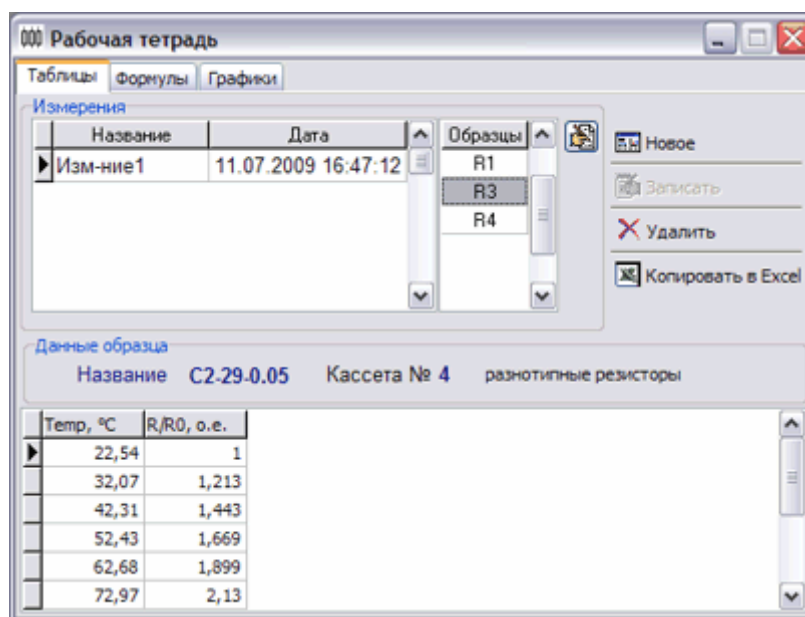 Рабочая тетрадь
Таблицы Формулы Графики
Измерения
Название Дата
Изм-ние1 11.07.2009 16:47:12
Образцы
R1
R3
R4
Новое
Записать
Удалить
Копировать в Excel
Данные образца
Название С2-29-0.05 Кассета № 4 разнотипные резисторы
Temp, ºC R/R0, о.е.
22,54 1
32,07 1,213
42,31 1,443
52,43 1,669
62,68 1,899
72,97 2,13